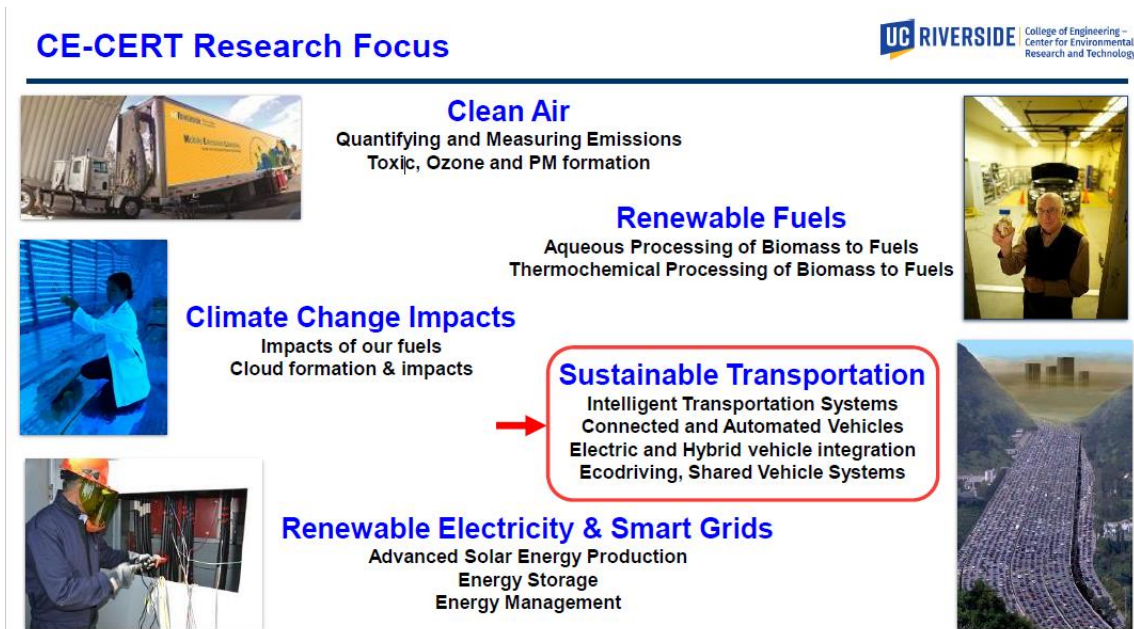 CE-CERT Research Focus
UC RIVERSIDE
College of Engineering –
Center for Environmental
Research and Technology
Clean Air
Quantifying and Measuring Emissions
Toxic, Ozone and PM formation
Renewable Fuels
Aqueous Processing of Biomass to Fuels
Thermochemical Processing of Biomass to Fuels
Climate Change Impacts
Impacts of our fuels
Cloud formation & impacts
Sustainable Transportation
Intelligent Transportation Systems
Connected and Automated Vehicles
Electric and Hybrid vehicle integration
Ecodriving, Shared Vehicle Systems
Renewable Electricity & Smart Grids
Advanced Solar Energy Production
Energy Storage
Energy Management